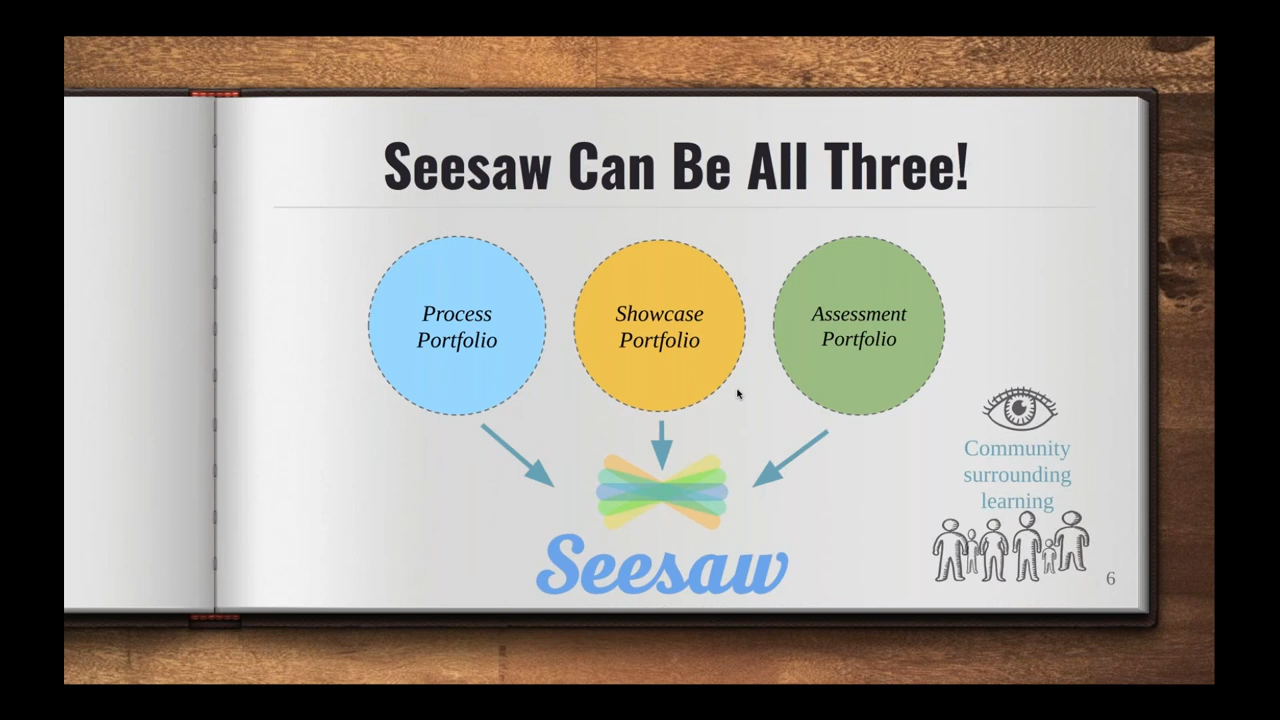 Seesaw Can Be All Three!
Process
Portfolio
Showcase
Portfolio
Assessment
Portfolio
Community
surrounding
learning
Seesaw
6